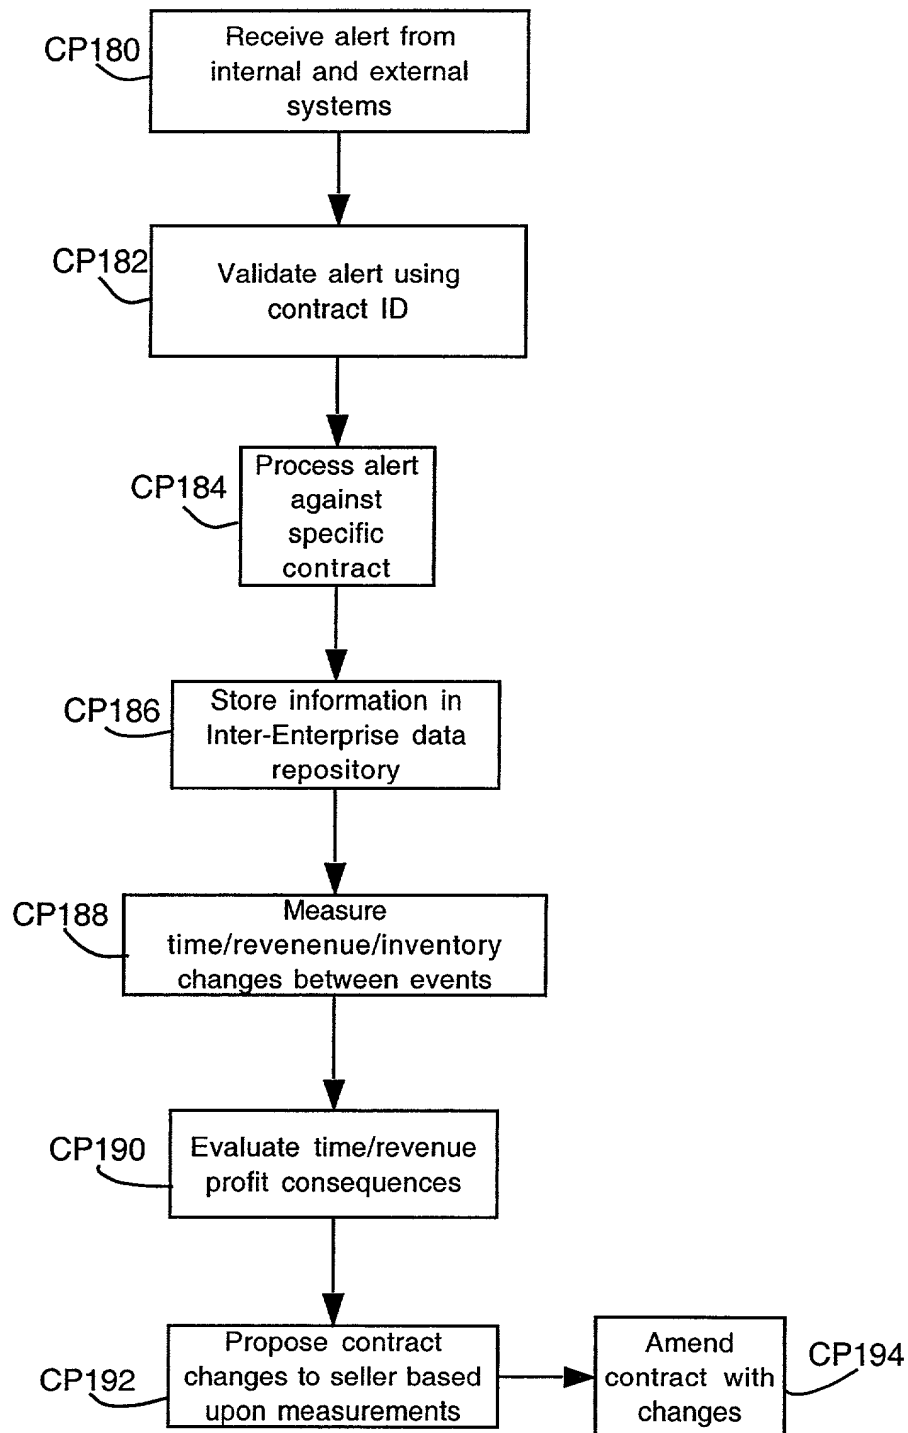 CP180
Receive alert from
internal and external
systems
CP182
Validate alert using
contract ID
CP184
Process alert
against
specific
contract
CP186
Store information in
Inter-Enterprise data
repository
CP188
Measure
time/revenenue/inventory
changes between events
CP190
Evaluate time/revenue
profit consequences
CP192
Propose contract
changes to seller based
upon measurements
Amend
contract with
changes
CP194